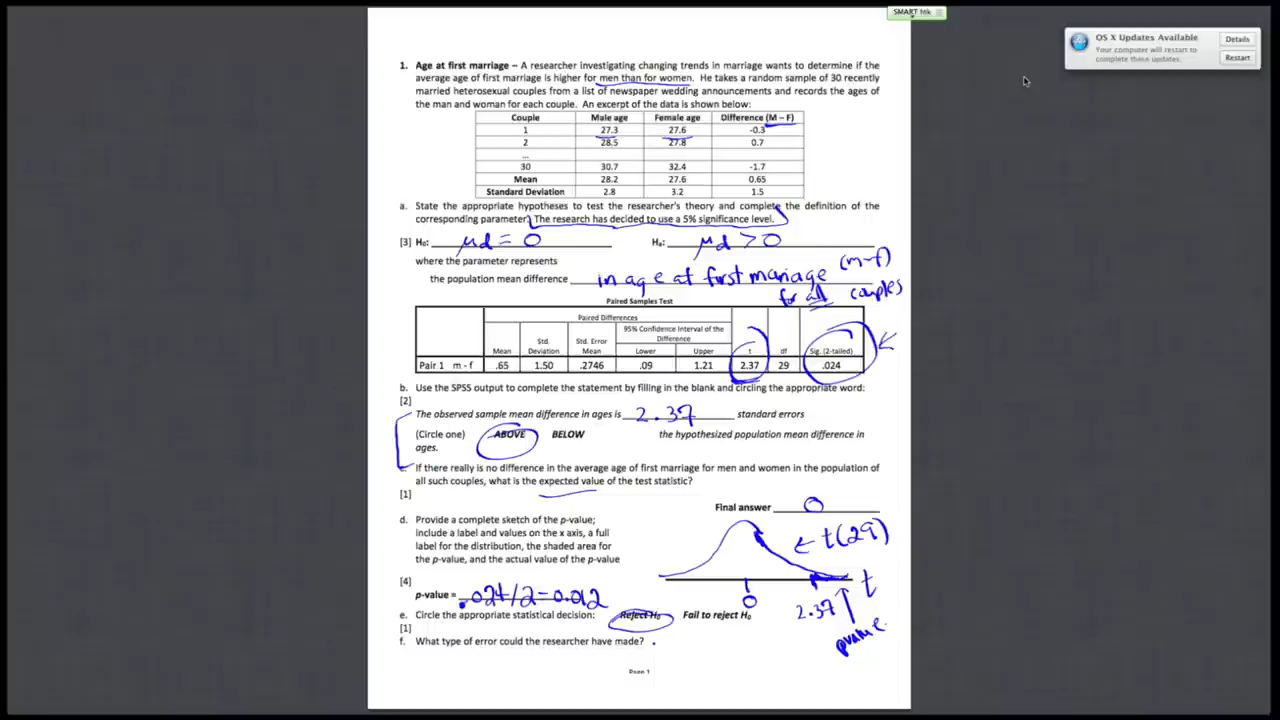 SMART Ink
OS X Updates Available
Your computer will restart to
complete these updates.
Details
Restart
1. Age at first marriage – A researcher investigating changing trends in marriage wants to determine if the
average age of first marriage is higher for men than for women. He takes a random sample of 30 recently
married heterosexual couples from a list of newspaper wedding announcements and records the ages of
the man and woman for each couple. An excerpt of the data is shown below:
Couple Male age Female age Difference (M – F)
1 27.3 27.6 -0.3
2 28.5 27.8 0.7
...
30 30.7 32.4 -1.7
Mean 28.2 27.6 0.65
Standard Deviation 2.8 3.2 1.5
a. State the appropriate hypotheses to test the researcher's theory and complete the definition of the
corresponding parameter. The research has decided to use a 5% significance level.
[3] H₀: μd = 0 Hₐ: μd > 0
where the parameter represents
the population mean difference in age at first marriage (m-f)
for all couples
Paired Samples Test
Paired Differences
95% Confidence Interval of the
Difference
Mean Std. Deviation Std. Error Mean Lower Upper t df Sig. (2-tailed)
Pair 1 m - f .65 1.50 .2746 .09 1.21 2.37 29 .024
b. Use the SPSS output to complete the statement by filling in the blank and circling the appropriate word:
[2]
The observed sample mean difference in ages is 2.37 standard errors
(Circle one) ABOVE BELOW the hypothesized population mean difference in
ages.
c. If there really is no difference in the average age of first marriage for men and women in the population of
all such couples, what is the expected value of the test statistic?
[1]
Final answer 0
d. Provide a complete sketch of the p-value;
include a label and values on the x axis, a full
label for the distribution, the shaded area for
the p-value, and the actual value of the p-value
← t(29)
t
0
2.37
pvalue
[4]
p-value = .024/2=0.012
e. Circle the appropriate statistical decision: Reject H₀ Fail to reject H₀
[1]
f. What type of error could the researcher have made?
Page 1